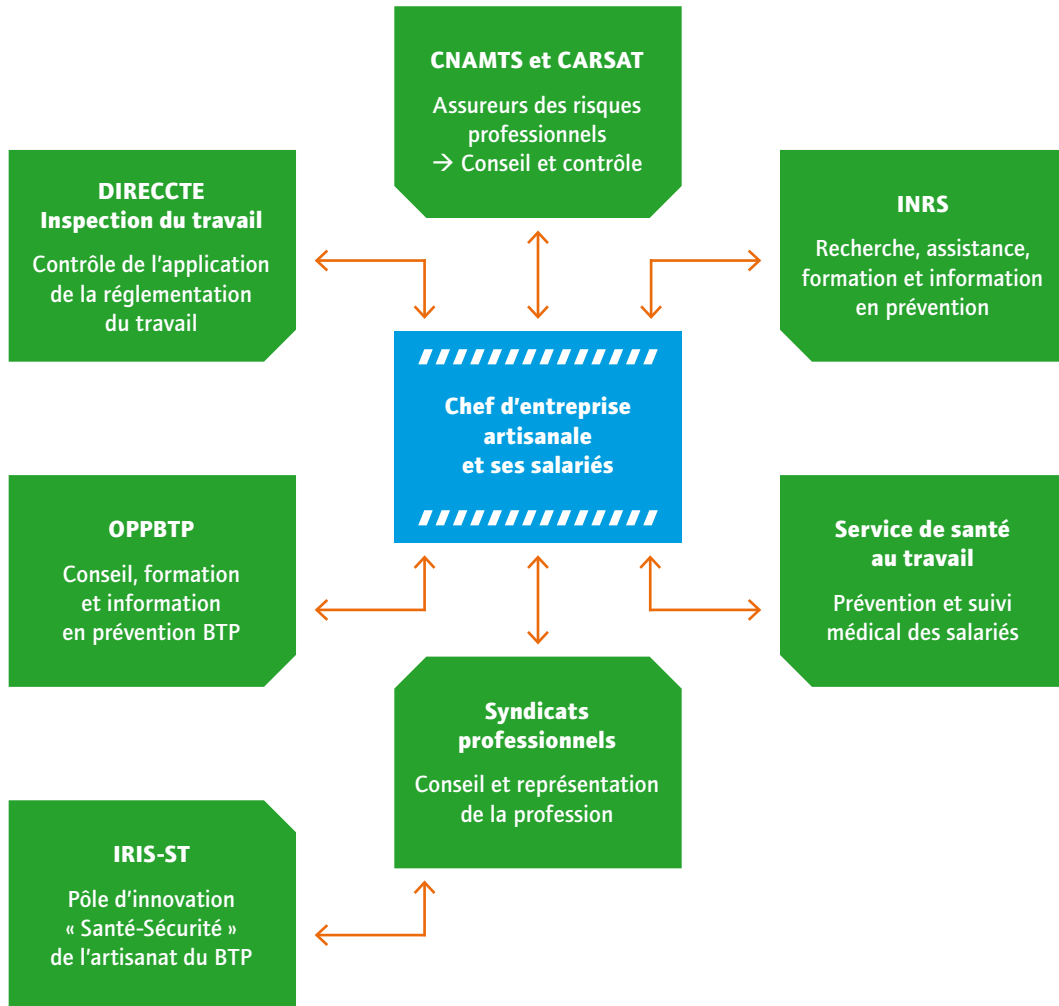 CNAMTS et CARSAT
Assureurs des risques
professionnels
→ Conseil et contrôle
DIRECCTE
Inspection du travail
Contrôle de l'application
de la réglementation
du travail
INRS
Recherche, assistance,
formation et information
en prévention
Chef d'entreprise
artisanale
et ses salariés
OPPBTP
Conseil, formation
et information
en prévention BTP
Service de santé
au travail
Prévention et suivi
médical des salariés
Syndicats
professionnels
Conseil et représentation
de la profession
IRIS-ST
Pôle d'innovation
« Santé-Sécurité »
de l'artisanat du BTP